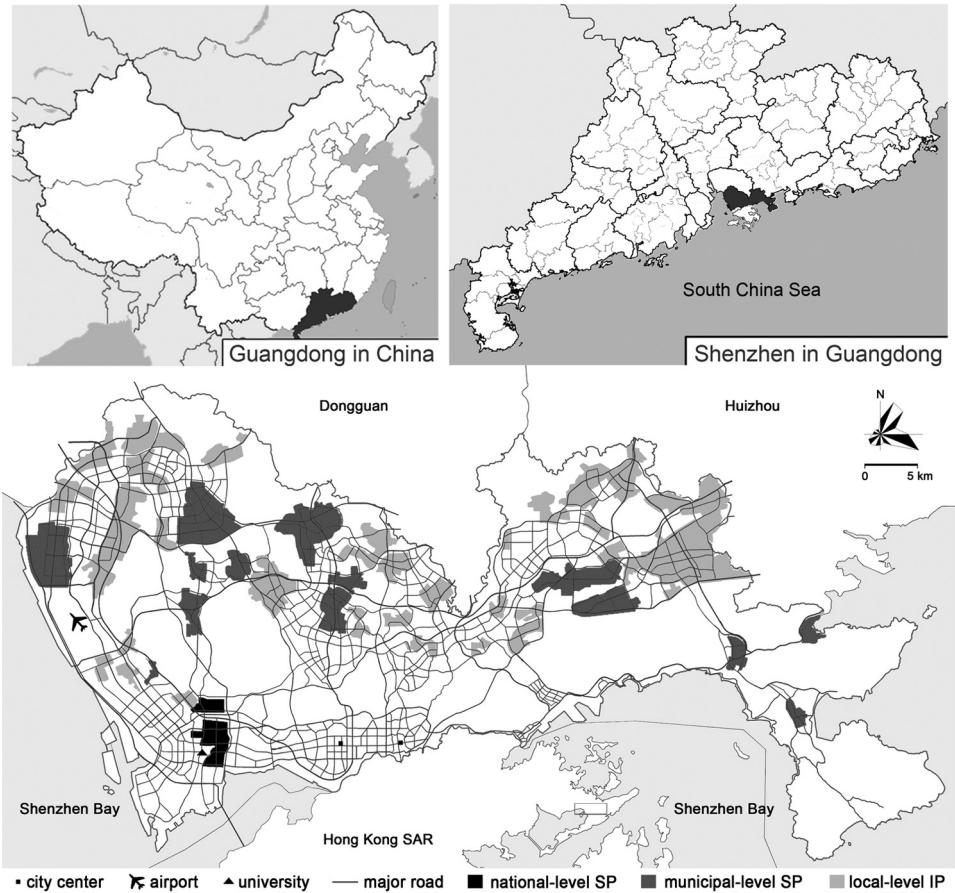 Guangdong in China
South China Sea
Shenzhen in Guangdong
Dongguan
Huizhou
N
0 5 km
Shenzhen Bay
Hong Kong SAR
Shenzhen Bay
city center airport university major road national-level SP municipal-level SP local-level IP